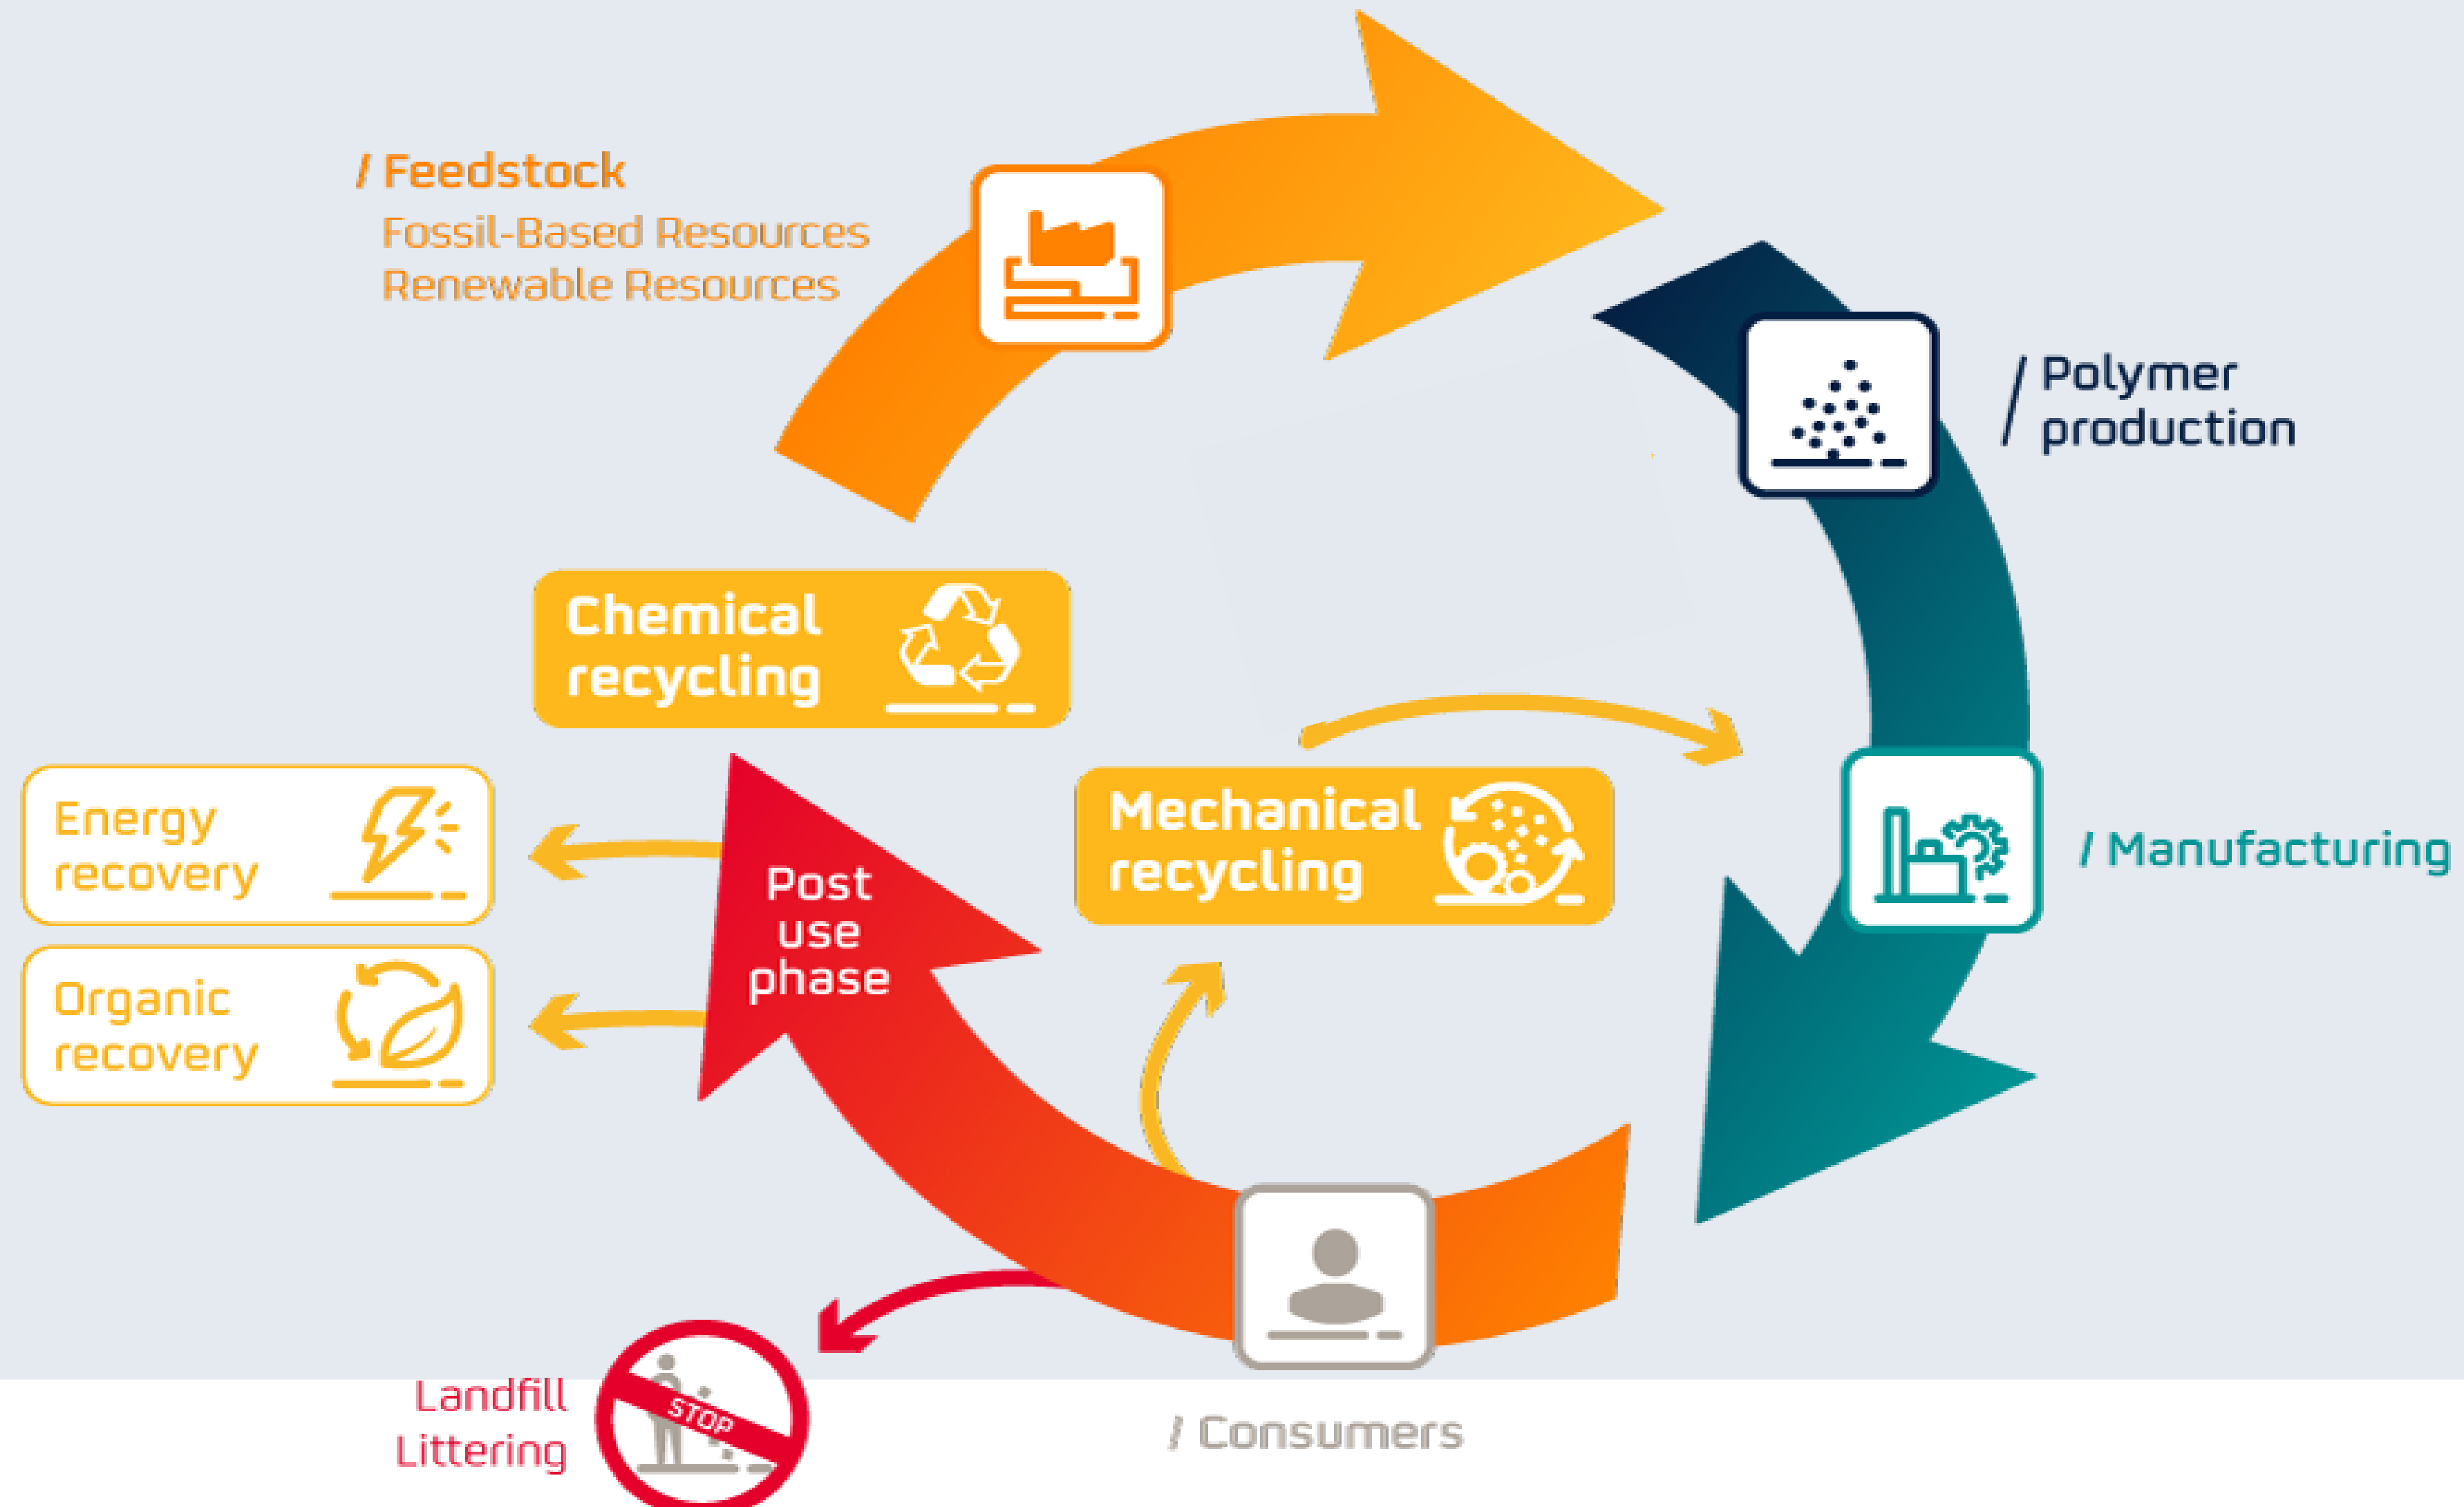 / Feedstock
Fossil-Based Resources
Renewable Resources
/ Polymer
production
Chemical
recycling
Energy
recovery
Mechanical
recycling
/ Manufacturing
Post
use
phase
Organic
recovery
Landfill
Littering
STOP
/ Consumers